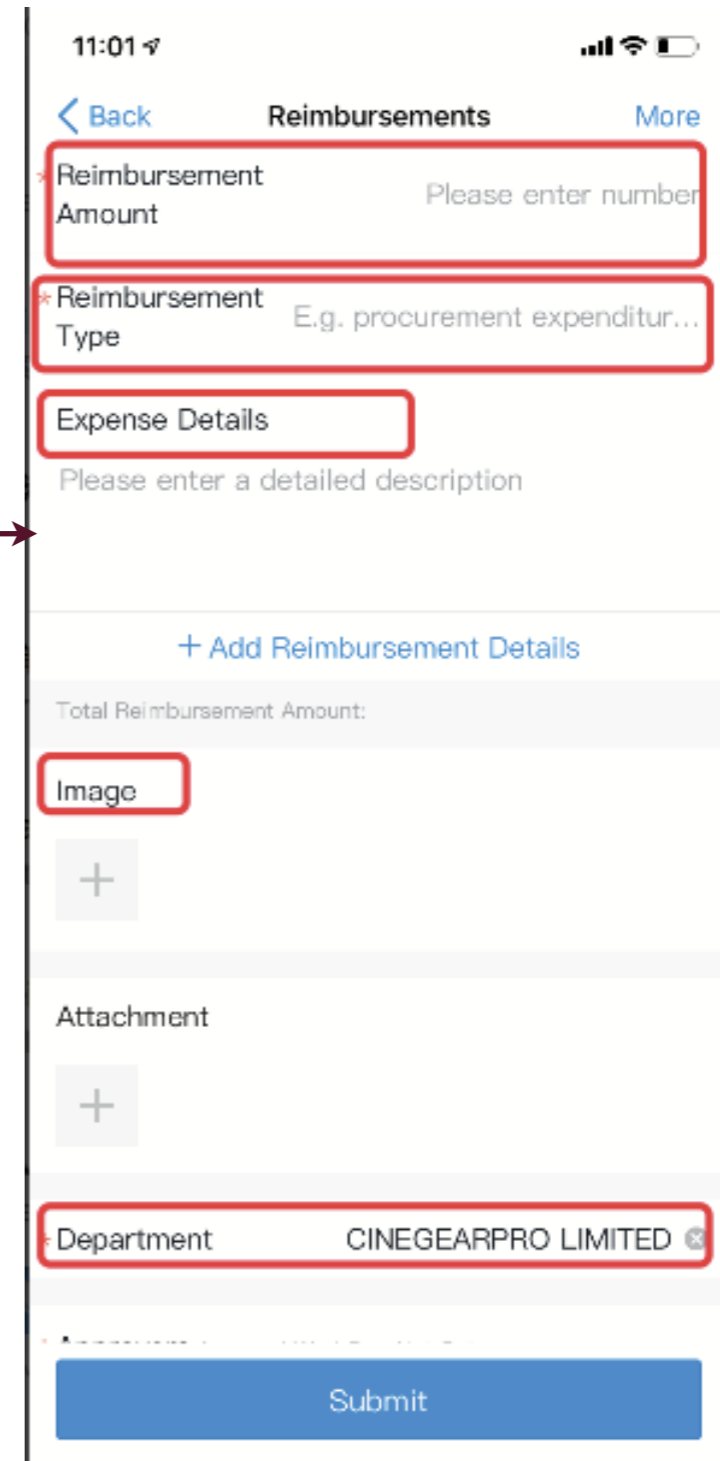 11:01
Back Reimbursements More
* Reimbursement
Amount
Please enter number
* Reimbursement
Type
E.g. procurement expenditur...
Expense Details
Please enter a detailed description
+ Add Reimbursement Details
Total Reimbursement Amount:
Image
+
Attachment
+
* Department CINEGEARPRO LIMITED
Submit